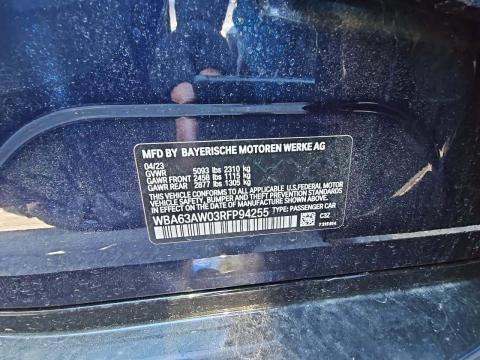 MFD BY BAYERISCHE MOTOREN WERKE AG
04/23
GVWR 5093 lbs 2310 kg
GAWR FRONT 2458 lbs 1115 kg
GAWR REAR 2877 lbs 1305 kg
THIS VEHICLE CONFORMS TO ALL APPLICABLE U.S. FEDERAL MOTOR
VEHICLE SAFETY, BUMPER, AND THEFT PREVENTION STANDARDS
IN EFFECT ON THE DATE OF MANUFACTURE SHOWN ABOVE.
WBA63AW03RFP94255 TYPE: PASSENGER CAR
C3Z